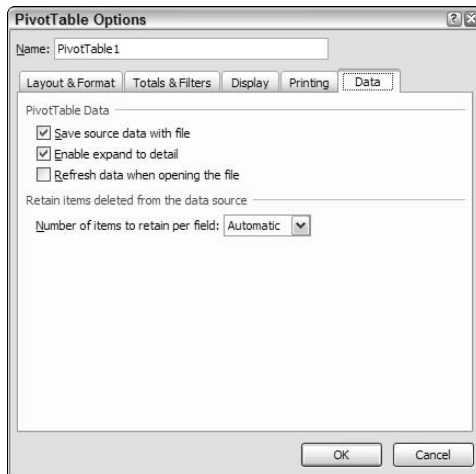 PivotTable Options
Name: PivotTable1
Layout & Format Totals & Filters Display Printing Data
PivotTable Data
Save source data with file
Enable expand to detail
Refresh data when opening the file
Retain items deleted from the data source
Number of items to retain per field: Automatic
OK Cancel